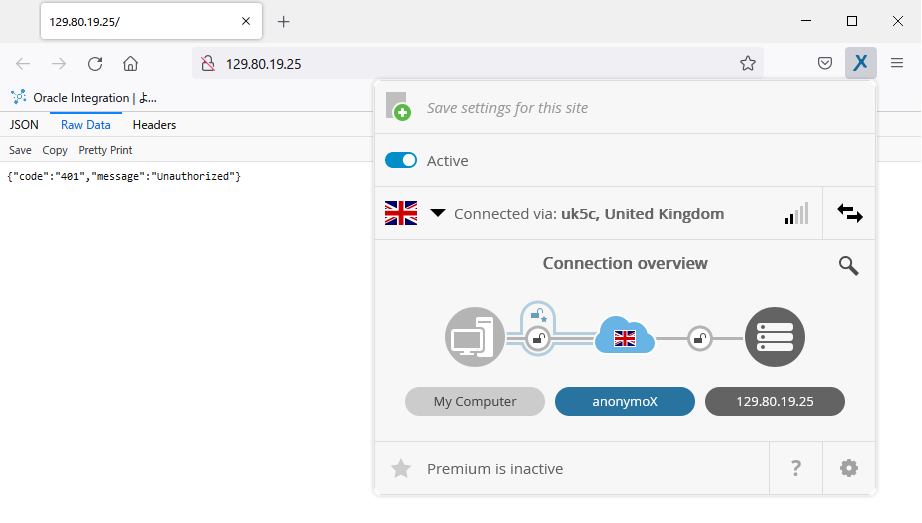 129.80.19.25/
129.80.19.25
Oracle Integration | よ...
JSON Raw Data Headers
Save Copy Pretty Print
{"code":"401","message":"Unauthorized"}
Save settings for this site
Active
Connected via: uk5c, United Kingdom
Connection overview
My Computer anonymoX 129.80.19.25
Premium is inactive ?